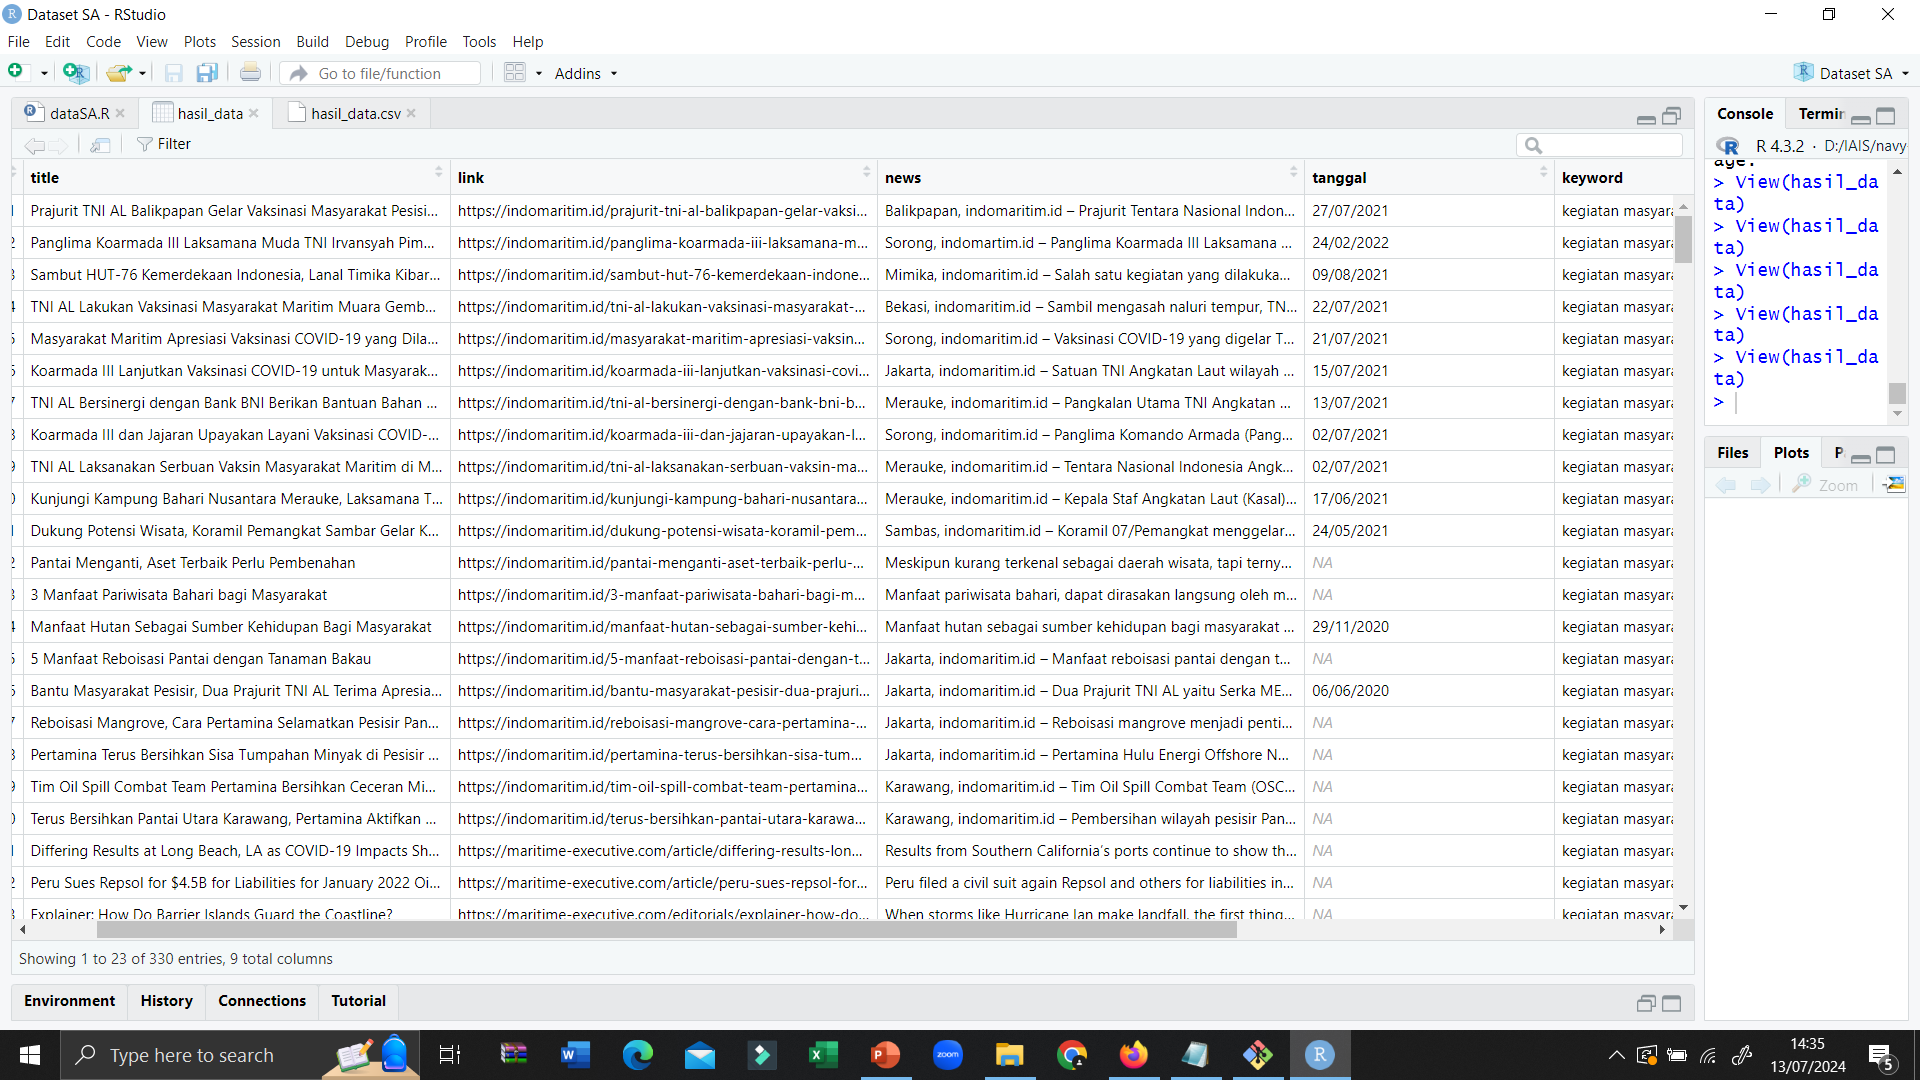 Dataset SA - RStudio
File Edit Code View Plots Session Build Debug Profile Tools Help
Go to file/function Addins Dataset SA
dataSA.R hasil_data hasil_data.csv
Filter
title link news tanggal keyword
Prajurit TNI AL Balikpapan Gelar Vaksinasi Masyarakat Pesisi... https://indomaritim.id/prajurit-tni-al-balikpapan-gelar-vaksi... Balikpapan, indomaritim.id – Prajurit Tentara Nasional Indon... 27/07/2021 kegiatan masyara
Panglima Koarmada III Laksamana Muda TNI Irvansyah Pim... https://indomaritim.id/panglima-koarmada-iii-laksamana-m... Sorong, indomartim.id – Panglima Koarmada III Laksamana ... 24/02/2022 kegiatan masyara
Sambut HUT-76 Kemerdekaan Indonesia, Lanal Timika Kibar... https://indomaritim.id/sambut-hut-76-kemerdekaan-indone... Mimika, indomaritim.id – Salah satu kegiatan yang dilakuka... 09/08/2021 kegiatan masyara
TNI AL Lakukan Vaksinasi Masyarakat Maritim Muara Gemb... https://indomaritim.id/tni-al-lakukan-vaksinasi-masyarakat-... Bekasi, indomaritim.id – Sambil mengasah naluri tempur, TN... 22/07/2021 kegiatan masyara
Masyarakat Maritim Apresiasi Vaksinasi COVID-19 yang Dila... https://indomaritim.id/masyarakat-maritim-apresiasi-vaksin... Sorong, indomaritim.id – Vaksinasi COVID-19 yang digelar T... 21/07/2021 kegiatan masyara
Koarmada III Lanjutkan Vaksinasi COVID-19 untuk Masyarak... https://indomaritim.id/koarmada-iii-lanjutkan-vaksinasi-covi... Jakarta, indomaritim.id – Satuan TNI Angkatan Laut wilayah ... 15/07/2021 kegiatan masyara
TNI AL Bersinergi dengan Bank BNI Berikan Bantuan Bahan ... https://indomaritim.id/tni-al-bersinergi-dengan-bank-bni-b... Merauke, indomaritim.id – Pangkalan Utama TNI Angkatan ... 13/07/2021 kegiatan masyara
Koarmada III dan Jajaran Upayakan Layani Vaksinasi COVID-... https://indomaritim.id/koarmada-iii-dan-jajaran-upayakan-l... Sorong, indomaritim.id – Panglima Komando Armada (Pang... 02/07/2021 kegiatan masyara
TNI AL Laksanakan Serbuan Vaksin Masyarakat Maritim di M... https://indomaritim.id/tni-al-laksanakan-serbuan-vaksin-ma... Merauke, indomaritim.id – Tentara Nasional Indonesia Angk... 02/07/2021 kegiatan masyara
Kunjungi Kampung Bahari Nusantara Merauke, Laksamana T... https://indomaritim.id/kunjungi-kampung-bahari-nusantara... Merauke, indomaritim.id – Kepala Staf Angkatan Laut (Kasal)... 17/06/2021 kegiatan masyara
Dukung Potensi Wisata, Koramil Pemangkat Sambar Gelar K... https://indomaritim.id/dukung-potensi-wisata-koramil-pem... Sambas, indomaritim.id – Koramil 07/Pemangkat menggelar... 24/05/2021 kegiatan masyara
Pantai Menganti, Aset Terbaik Perlu Pembenahan https://indomaritim.id/pantai-menganti-aset-terbaik-perlu-... Meskipun kurang terkenal sebagai daerah wisata, tapi terny... NA kegiatan masyara
3 Manfaat Pariwisata Bahari bagi Masyarakat https://indomaritim.id/3-manfaat-pariwisata-bahari-bagi-m... Manfaat pariwisata bahari, dapat dirasakan langsung oleh m... NA kegiatan masyara
Manfaat Hutan Sebagai Sumber Kehidupan Bagi Masyarakat https://indomaritim.id/manfaat-hutan-sebagai-sumber-kehi... Manfaat hutan sebagai sumber kehidupan bagi masyarakat ... 29/11/2020 kegiatan masyara
5 Manfaat Reboisasi Pantai dengan Tanaman Bakau https://indomaritim.id/5-manfaat-reboisasi-pantai-dengan-t... Jakarta, indomaritim.id – Manfaat reboisasi pantai dengan t... NA kegiatan masyara
Bantu Masyarakat Pesisir, Dua Prajurit TNI AL Terima Apresia... https://indomaritim.id/bantu-masyarakat-pesisir-dua-prajuri... Jakarta, indomaritim.id – Dua Prajurit TNI AL yaitu Serka ME... 06/06/2020 kegiatan masyara
Reboisasi Mangrove, Cara Pertamina Selamatkan Pesisir Pan... https://indomaritim.id/reboisasi-mangrove-cara-pertamina-... Jakarta, indomaritim.id – Reboisasi mangrove menjadi penti... NA kegiatan masyara
Pertamina Terus Bersihkan Sisa Tumpahan Minyak di Pesisir ... https://indomaritim.id/pertamina-terus-bersihkan-sisa-tum... Jakarta, indomaritim.id – Pertamina Hulu Energi Offshore N... NA kegiatan masyara
Tim Oil Spill Combat Team Pertamina Bersihkan Ceceran Mi... https://indomaritim.id/tim-oil-spill-combat-team-pertamina... Karawang, indomaritim.id – Tim Oil Spill Combat Team (OSC... NA kegiatan masyara
Terus Bersihkan Pantai Utara Karawang, Pertamina Aktifkan ... https://indomaritim.id/terus-bersihkan-pantai-utara-karawa... Karawang, indomaritim.id – Pembersihan wilayah pesisir Pan... NA kegiatan masyara
Differing Results at Long Beach, LA as COVID-19 Impacts Sh... https://maritime-executive.com/article/differing-results-lon... Results from Southern California's ports continue to show th... NA kegiatan masyara
Peru Sues Repsol for $4.5B for Liabilities for January 2022 Oi... https://maritime-executive.com/article/peru-sues-repsol-for... Peru filed a civil suit again Repsol and others for liabilities in... NA kegiatan masyara
Explainer: How Do Barrier Islands Guard the Coastline? https://maritime-executive.com/editorials/explainer-how-do... When storms like Hurricane Ian make landfall, the first thing... NA kegiatan masyara
Showing 1 to 23 of 330 entries, 9 total columns
Environment History Connections Tutorial
Console Termin
R 4.3.2 · D:/IAIS/navy
age.
> View(hasil_da
ta)
> View(hasil_da
ta)
> View(hasil_da
ta)
> View(hasil_da
ta)
> View(hasil_da
ta)
>
Files Plots P
Zoom
Type here to search
zoom
14:35
13/07/2024
5